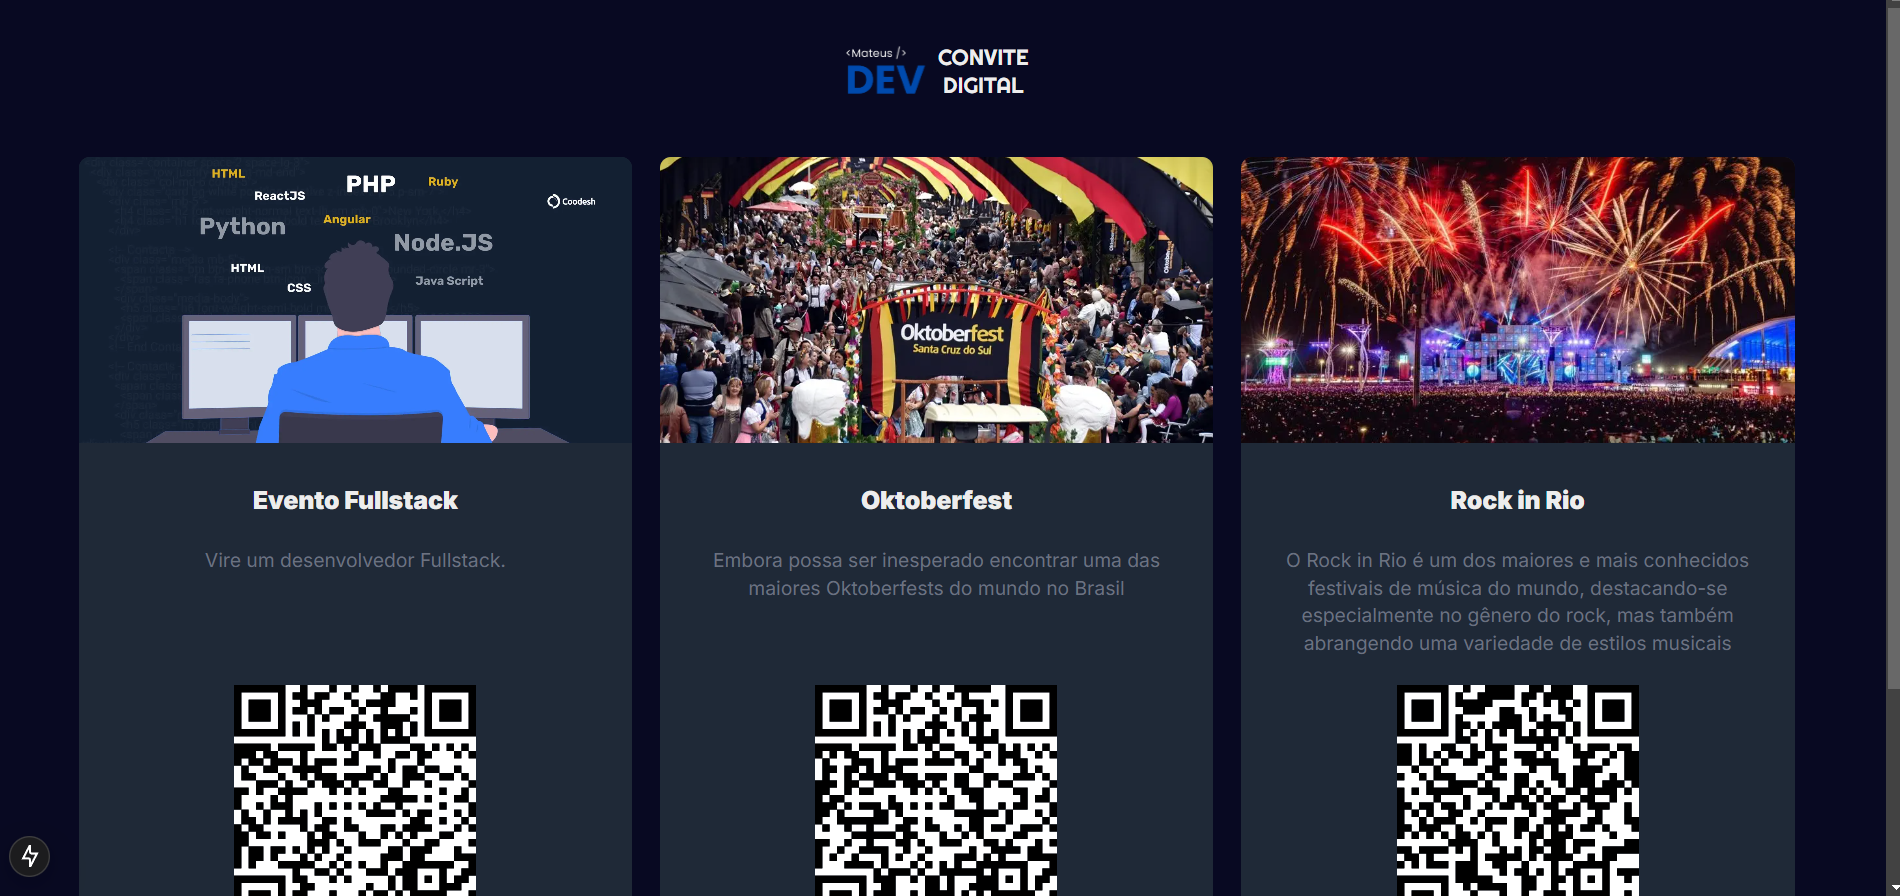 <Mateus />
DEV
CONVITE
DIGITAL
HTML
ReactJS
PHP
Ruby
Coodesh
Python
Angular
Node.JS
HTML
CSS
Java Script
Oktoberfest
Santa Cruz do Sul
Evento Fullstack
Vire um desenvolvedor Fullstack.
Oktoberfest
Embora possa ser inesperado encontrar uma das
maiores Oktoberfests do mundo no Brasil
Rock in Rio
O Rock in Rio é um dos maiores e mais conhecidos
festivais de música do mundo, destacando-se
especialmente no gênero do rock, mas também
abrangendo uma variedade de estilos musicais